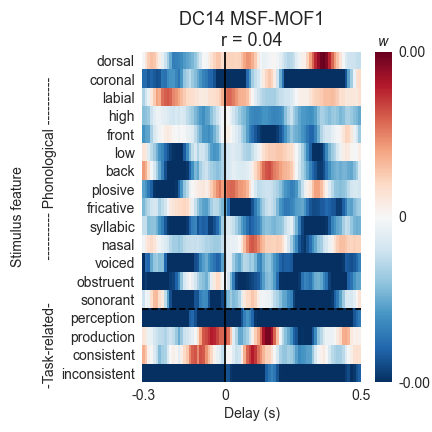 DC14 MSF-MOF1
r = 0.04
w
dorsal
coronal
labial
high
front
low
back
plosive
fricative
syllabic
nasal
voiced
obstruent
sonorant
perception
production
consistent
inconsistent
Stimulus feature
-Task-related- ---------- Phonological ----------
0.00
0
-0.00
-0.3
0
0.5
Delay (s)